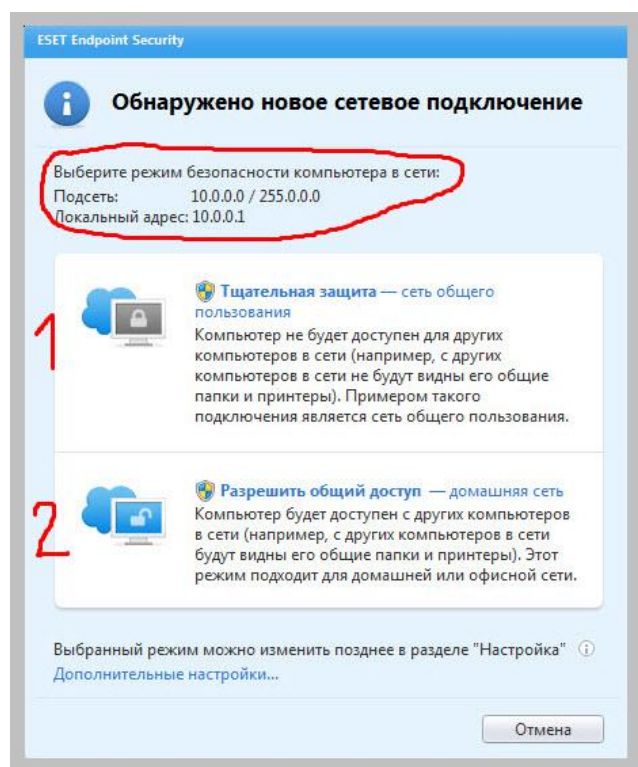 ESET Endpoint Security
Обнаружено новое сетевое подключение
Выберите режим безопасности компьютера в сети:
Подсеть: 10.0.0.0 / 255.0.0.0
Локальный адрес: 10.0.0.1
1
Тщательная защита — сеть общего
пользования
Компьютер не будет доступен для других
компьютеров в сети (например, с других
компьютеров в сети не будут видны его общие
папки и принтеры). Примером такого
подключения является сеть общего пользования.
2
Разрешить общий доступ — домашняя сеть
Компьютер будет доступен с других компьютеров
в сети (например, с других компьютеров в сети
будут видны его общие папки и принтеры). Этот
режим подходит для домашней или офисной сети.
Выбранный режим можно изменить позднее в разделе "Настройка" i
Дополнительные настройки...
Отмена